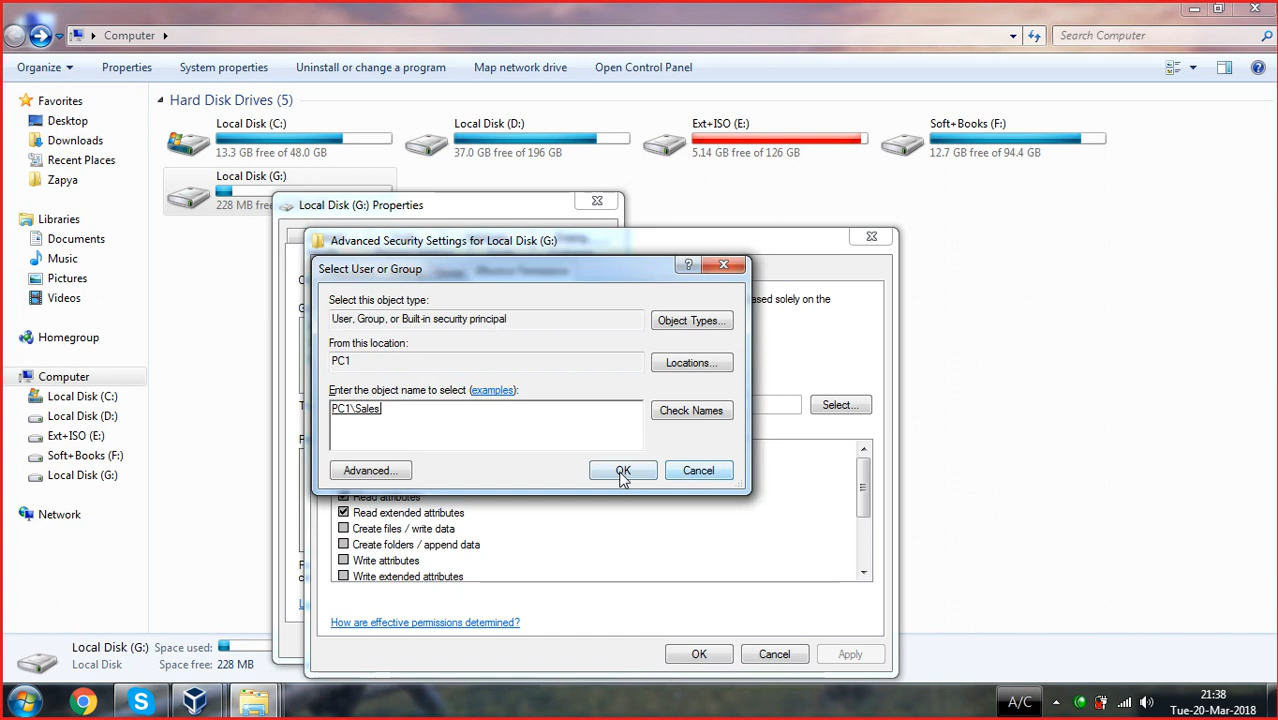 Computer
Search Computer
Organize
Properties
System properties
Uninstall or change a program
Map network drive
Open Control Panel
Favorites
Desktop
Downloads
Recent Places
Zapya
Libraries
Documents
Music
Pictures
Videos
Homegroup
Computer
Local Disk (C:)
Local Disk (D:)
Ext+ISO (E:)
Soft+Books (F:)
Local Disk (G:)
Network
Hard Disk Drives (5)
Local Disk (C:)
13.3 GB free of 48.0 GB
Local Disk (D:)
37.0 GB free of 196 GB
Ext+ISO (E:)
5.14 GB free of 126 GB
Soft+Books (F:)
12.7 GB free of 94.4 GB
Local Disk (G:)
228 MB free
Local Disk (G:) Properties
Advanced Security Settings for Local Disk (G:)
Effective Permissions
ased solely on the
Select User or Group
Select this object type:
User, Group, or Built-in security principal
Object Types...
From this location:
PC1
Locations...
Enter the object name to select (examples):
PC1\Sales
Check Names
Advanced...
OK
Cancel
Select...
Read attributes
Read extended attributes
Create files / write data
Create folders / append data
Write attributes
Write extended attributes
How are effective permissions determined?
OK
Cancel
Apply
Local Disk (G:) Space used:
Local Disk Space free: 228 MB
A/C
21:38
Tue-20-Mar-2018